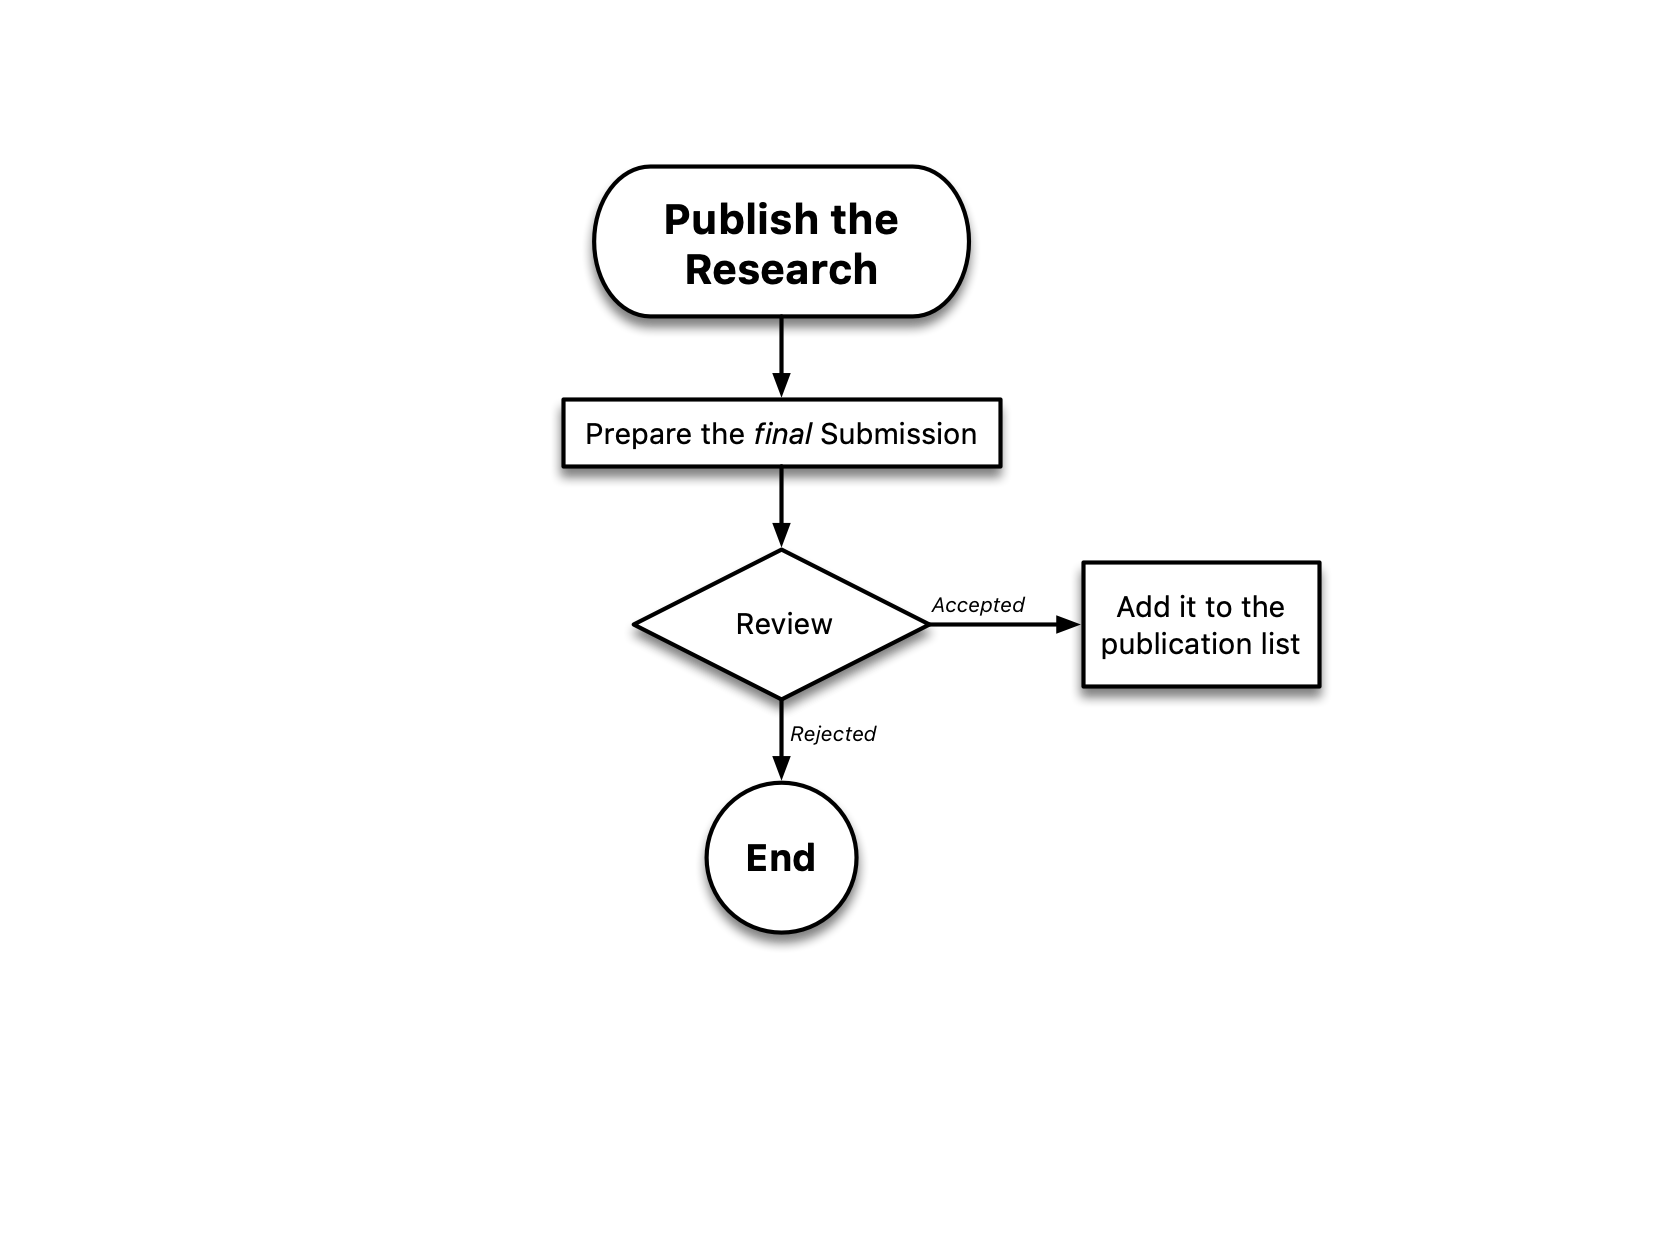 Publish the
Research
Prepare the final Submission
Review
Accepted
Add it to the
publication list
Rejected
End